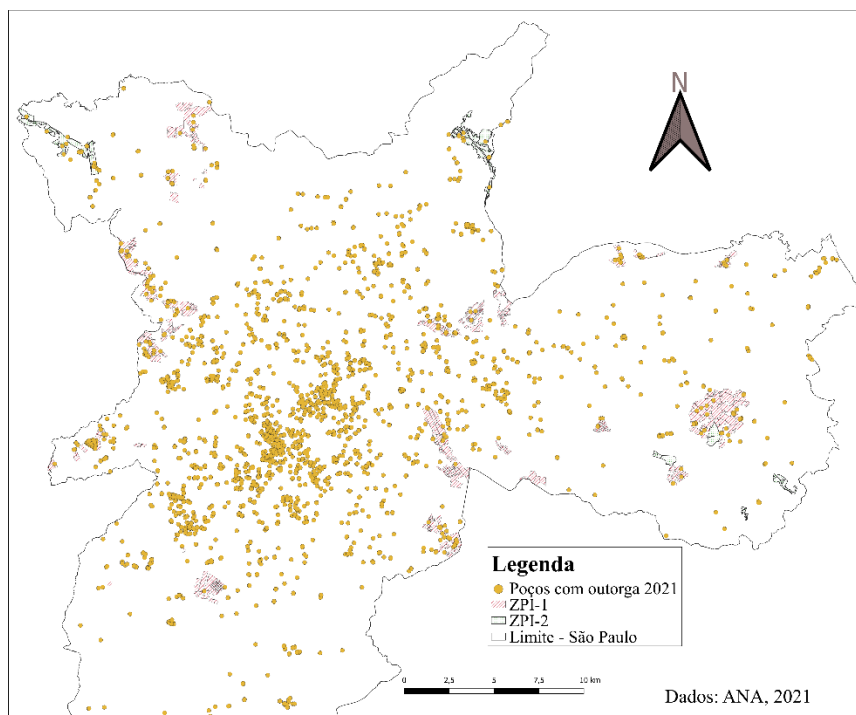 N
Legenda
Poços com outorga 2021
ZPI-1
ZPI-2
Limite - São Paulo
0 2,5 5 7,5 10 km
Dados: ANA, 2021